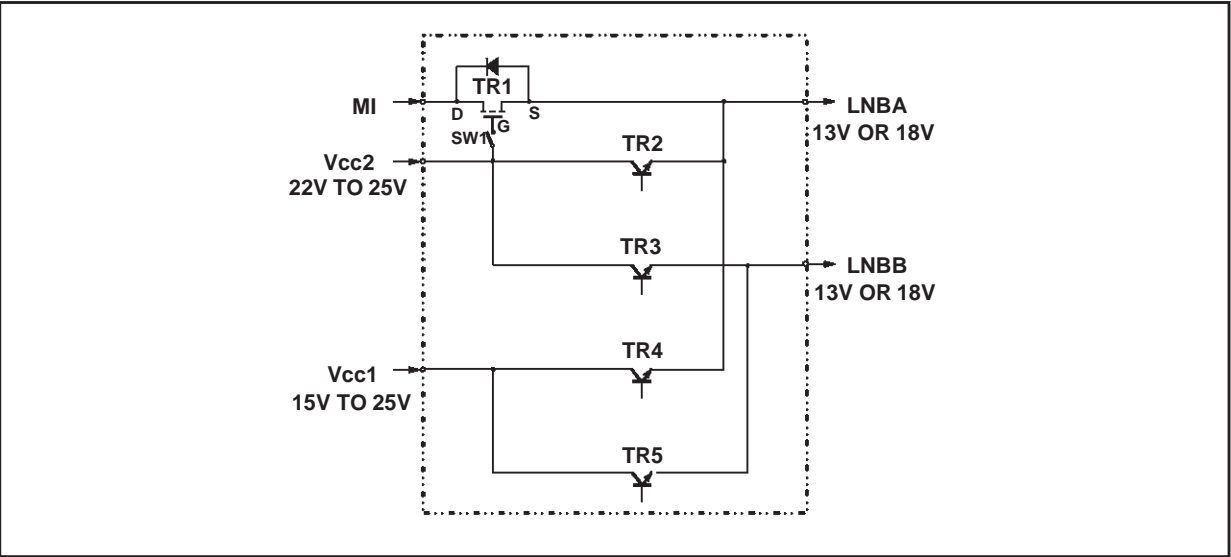 TR1
MI
D
S
G
SW1
LNBA
13V OR 18V
TR2
Vcc2
22V TO 25V
TR3
LNBB
13V OR 18V
TR4
Vcc1
15V TO 25V
TR5